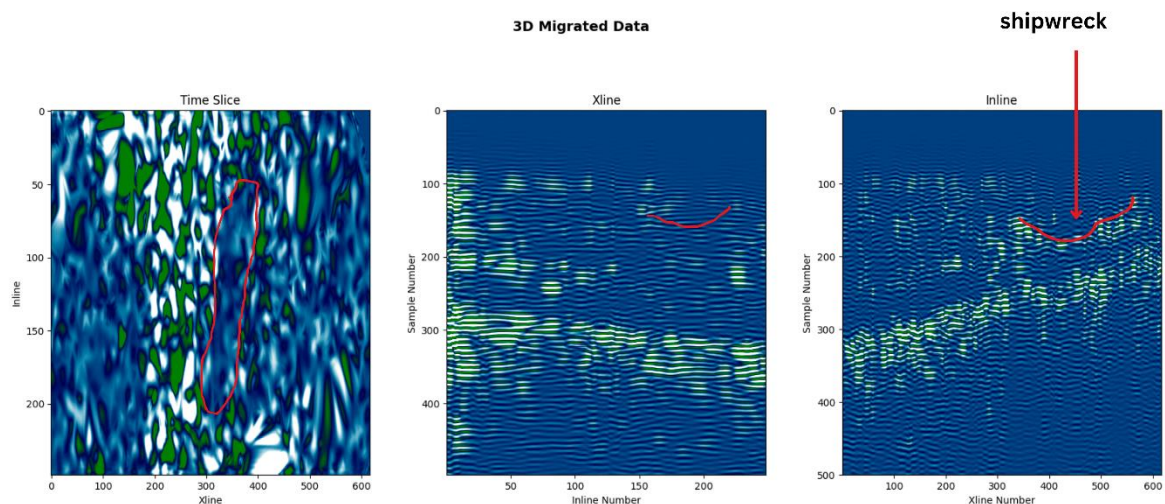 3D Migrated Data
shipwreck
Time Slice
0
50
100
150
200
Inline
0 100 200 300 400 500 600
Xline
Xline
0
100
200
300
400
Sample Number
50 100 150 200
Inline Number
Inline
0
100
200
300
400
500
Sample Number
100 200 300 400 500 600
Xline Number